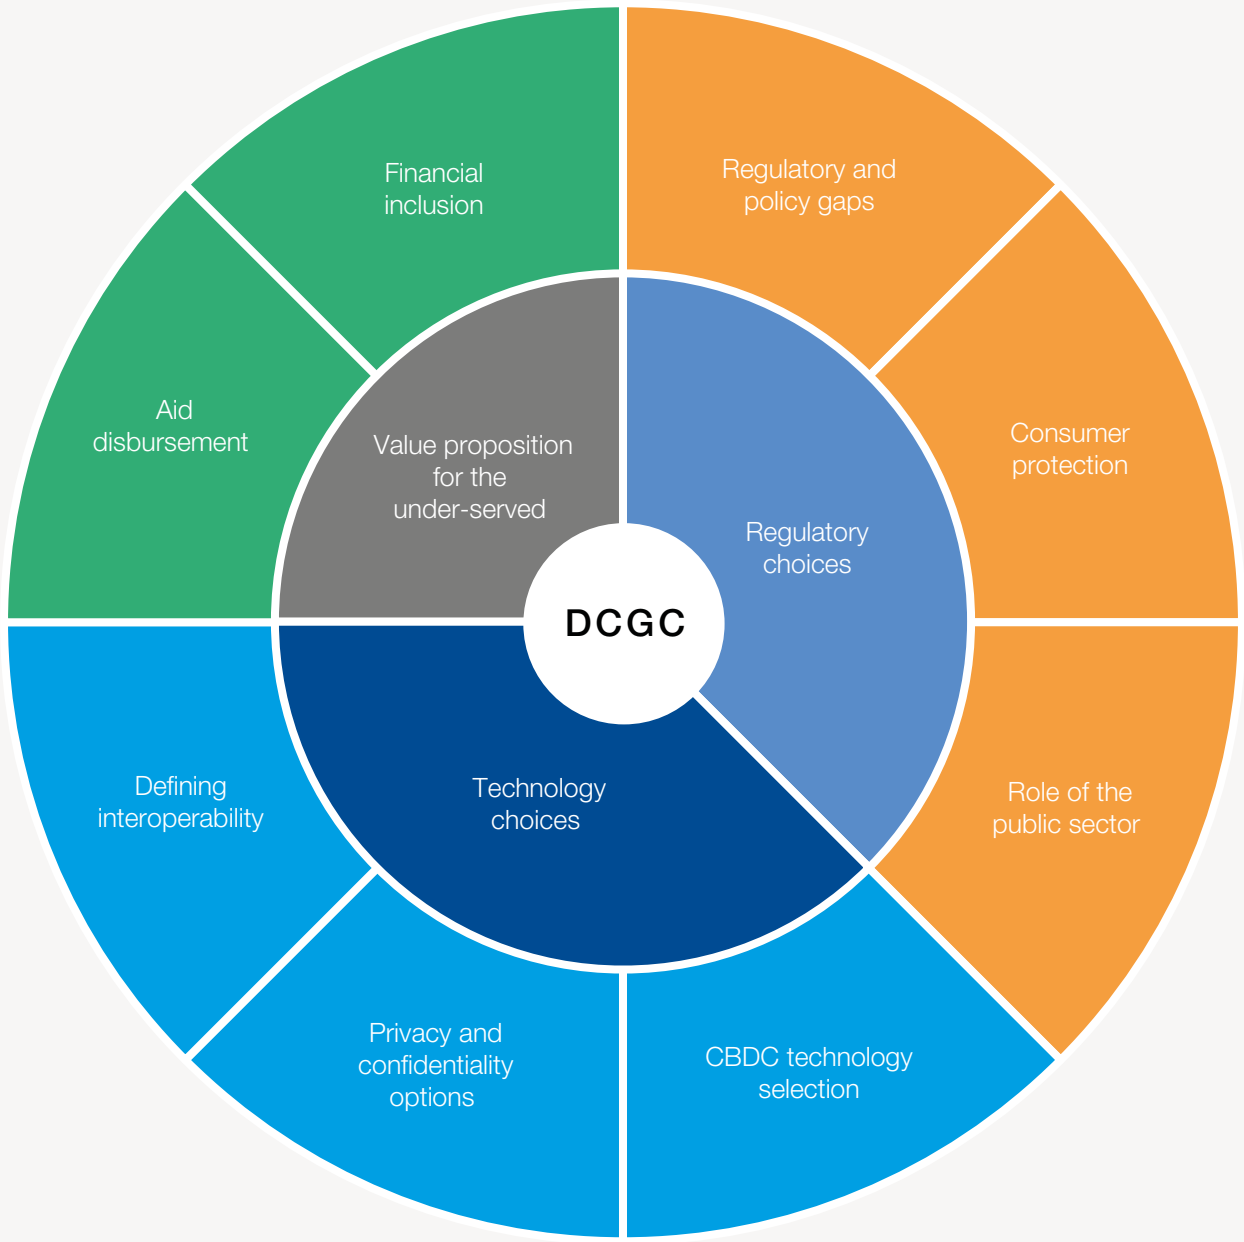 Financial
inclusion
Regulatory and
policy gaps
Aid
disbursement
Value proposition
for the
under-served
Consumer
protection
Regulatory
choices
DCGC
Defining
interoperability
Technology
choices
Role of the
public sector
Privacy and
confidentiality
options
CBDC technology
selection